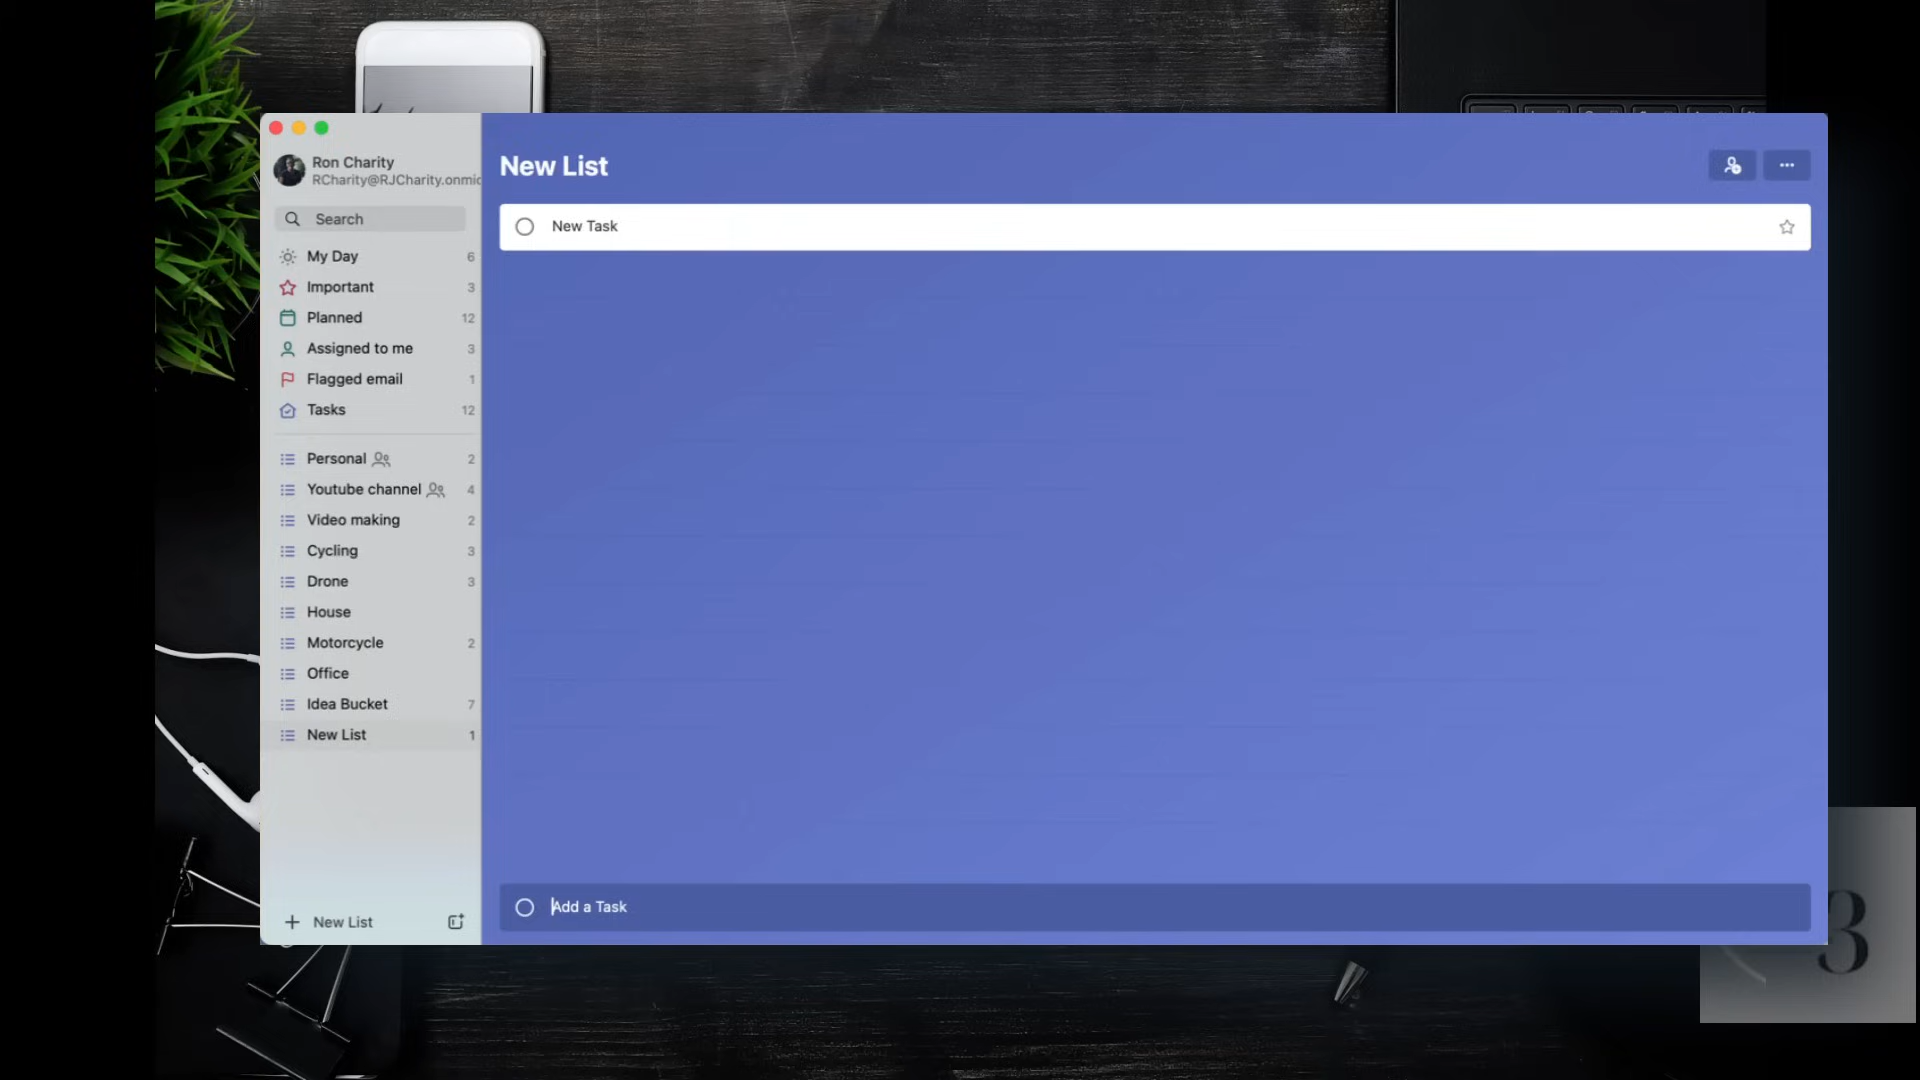 Ron Charity
RCharity@RJCharity.onmic
Search
My Day 6
Important 3
Planned 12
Assigned to me 3
Flagged email 1
Tasks 12
Personal 2
Youtube channel 4
Video making 2
Cycling 3
Drone 3
House
Motorcycle 2
Office
Idea Bucket 7
New List 1
New List
New List
New Task
Add a Task
3